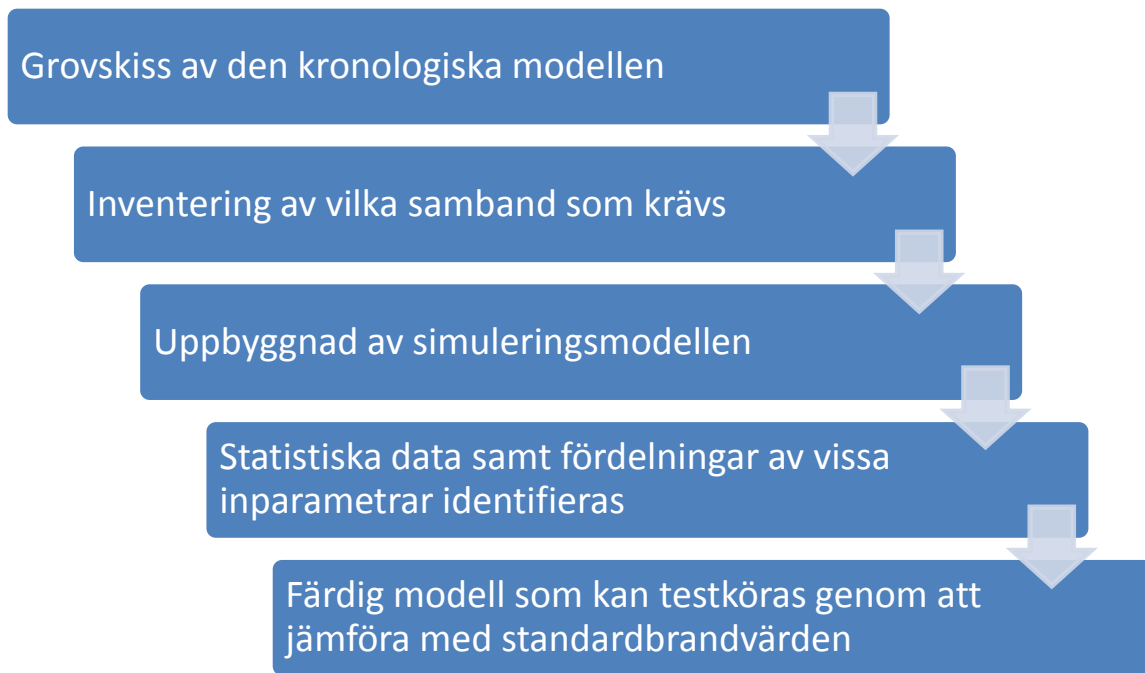 Grovskiss av den kronologiska modellen
Inventering av vilka samband som krävs
Uppbyggnad av simuleringsmodellen
Statistiska data samt fördelningar av vissa
inparametrar identifieras
Färdig modell som kan testköras genom att
jämföra med standardbrandvärden